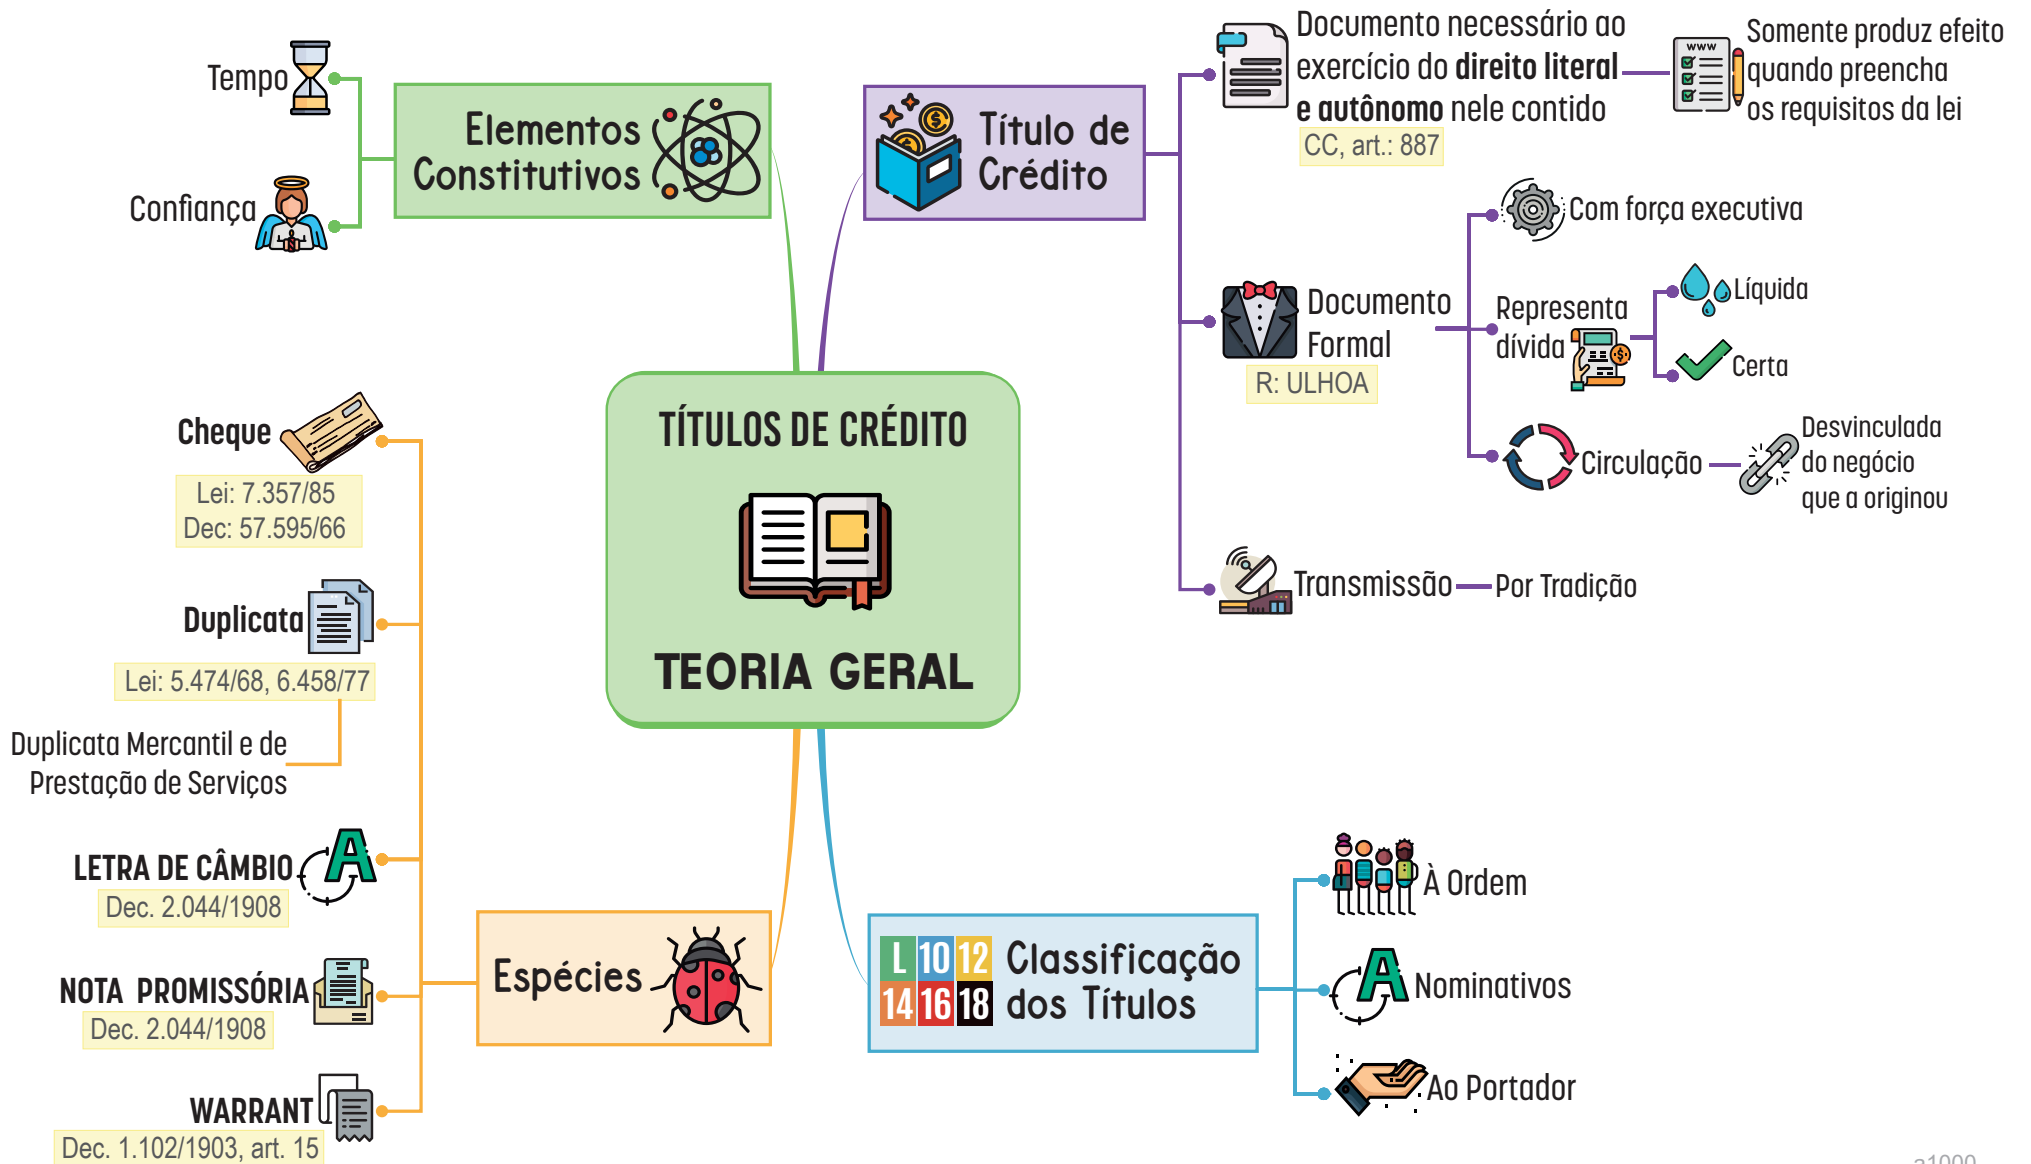 TÍTULOS DE CRÉDITO
TEORIA GERAL
Elementos
Constitutivos
Tempo
Confiança
Título de
Crédito
Documento necessário ao
exercício do direito literal
e autônomo nele contido
CC, art.: 887
WWW
Somente produz efeito
quando preencha
os requisitos da lei
Documento
Formal
R: ULHOA
Com força executiva
Representa
dívida
Líquida
Certa
Circulação
Desvinculada
do negócio
que a originou
Transmissão
Por Tradição
Espécies
Cheque
Lei: 7.357/85
Dec: 57.595/66
Duplicata
Lei: 5.474/68, 6.458/77
Duplicata Mercantil e de
Prestação de Serviços
LETRA DE CÂMBIO
A
Dec. 2.044/1908
NOTA PROMISSÓRIA
Dec. 2.044/1908
WARRANT
Dec. 1.102/1903, art. 15
L 10 12
14 16 18
Classificação
dos Títulos
À Ordem
A
Nominativos
Ao Portador